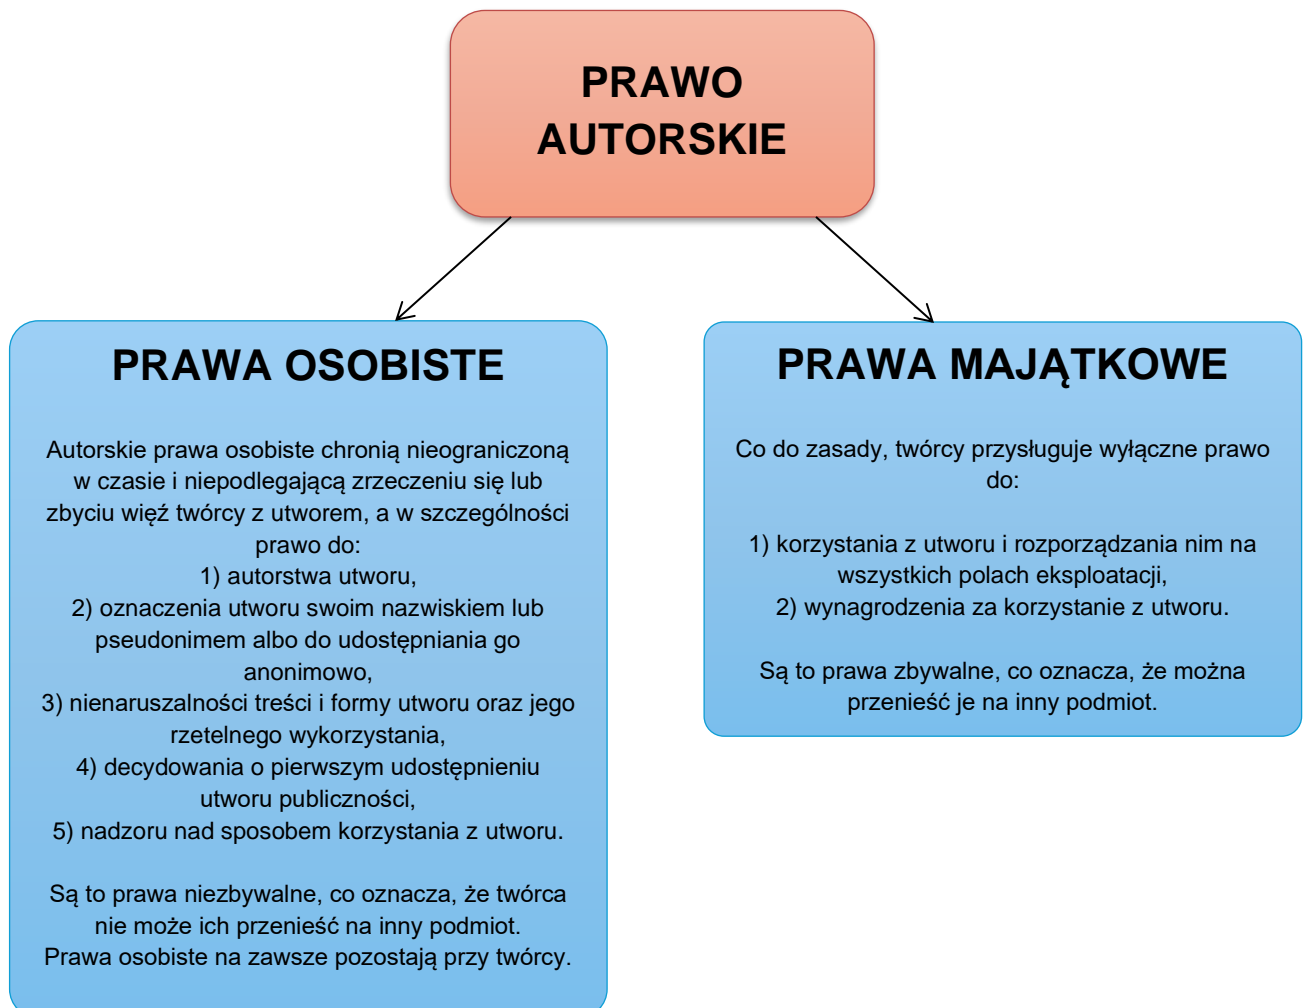 PRAWO
AUTORSKIE
PRAWA OSOBISTE
Autorskie prawa osobiste chronią nieograniczoną
w czasie i niepodlegającą zrzeczeniu się lub
zbyciu więź twórcy z utworem, a w szczególności
prawo do:
1) autorstwa utworu,
2) oznaczenia utworu swoim nazwiskiem lub
pseudonimem albo do udostępniania go
anonimowo,
3) nienaruszalności treści i formy utworu oraz jego
rzetelnego wykorzystania,
4) decydowania o pierwszym udostępnieniu
utworu publiczności,
5) nadzoru nad sposobem korzystania z utworu.
Są to prawa niezbywalne, co oznacza, że twórca
nie może ich przenieść na inny podmiot.
Prawa osobiste na zawsze pozostają przy twórcy.
PRAWA MAJĄTKOWE
Co do zasady, twórcy przysługuje wyłączne prawo
do:
1) korzystania z utworu i rozporządzania nim na
wszystkich polach eksploatacji,
2) wynagrodzenia za korzystanie z utworu.
Są to prawa zbywalne, co oznacza, że można
przenieść je na inny podmiot.